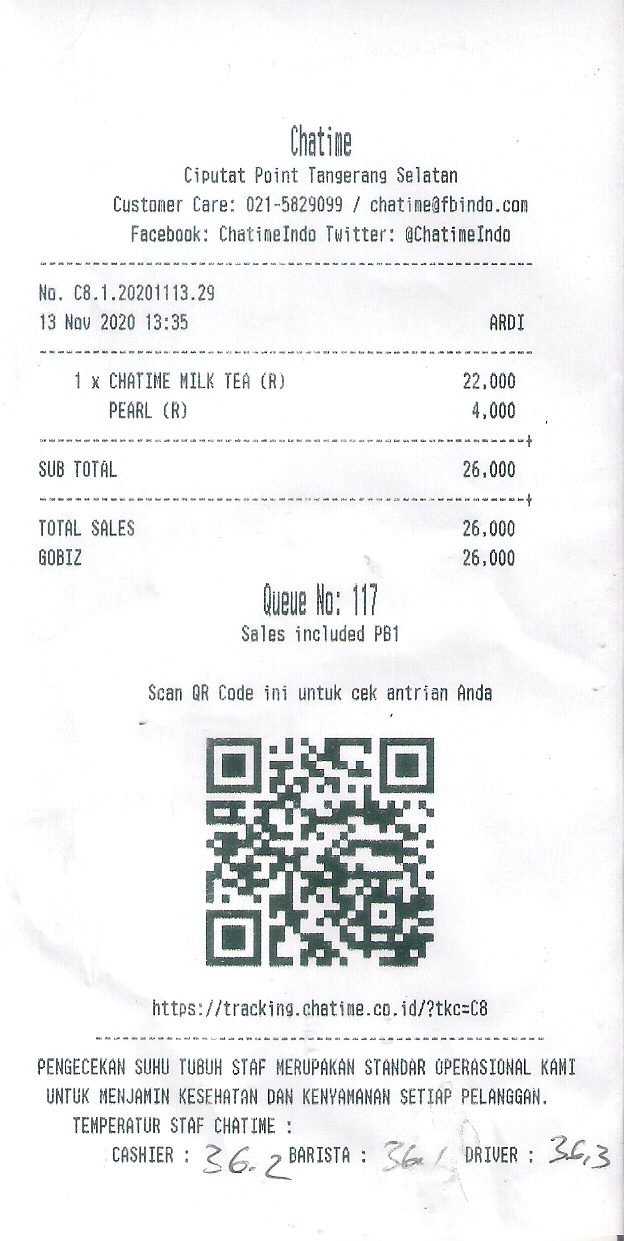 Chatime
Ciputat Point Tangerang Selatan
Customer Care: 021-5829099 / chatime@fbindo.com
Facebook: ChatimeIndo Twitter: @ChatimeIndo
No. C8.1.20201113.29
13 Nov 2020 13:35 ARDI
1 x CHATIME MILK TEA (R) 22,000
PEARL (R) 4,000
SUB TOTAL 26,000
TOTAL SALES 26,000
GOBIZ 26,000
Queue No: 117
Sales included PB1
Scan QR Code ini untuk cek antrian Anda
https://tracking.chatime.co.id/?tkc=C8
PENGECEKAN SUHU TUBUH STAF MERUPAKAN STANDAR OPERASIONAL KAMI
UNTUK MENJAMIN KESEHATAN DAN KENYAMANAN SETIAP PELANGGAN.
TEMPERATUR STAF CHATIME :
CASHIER : 36.2 BARISTA : 36.1 DRIVER : 36,3